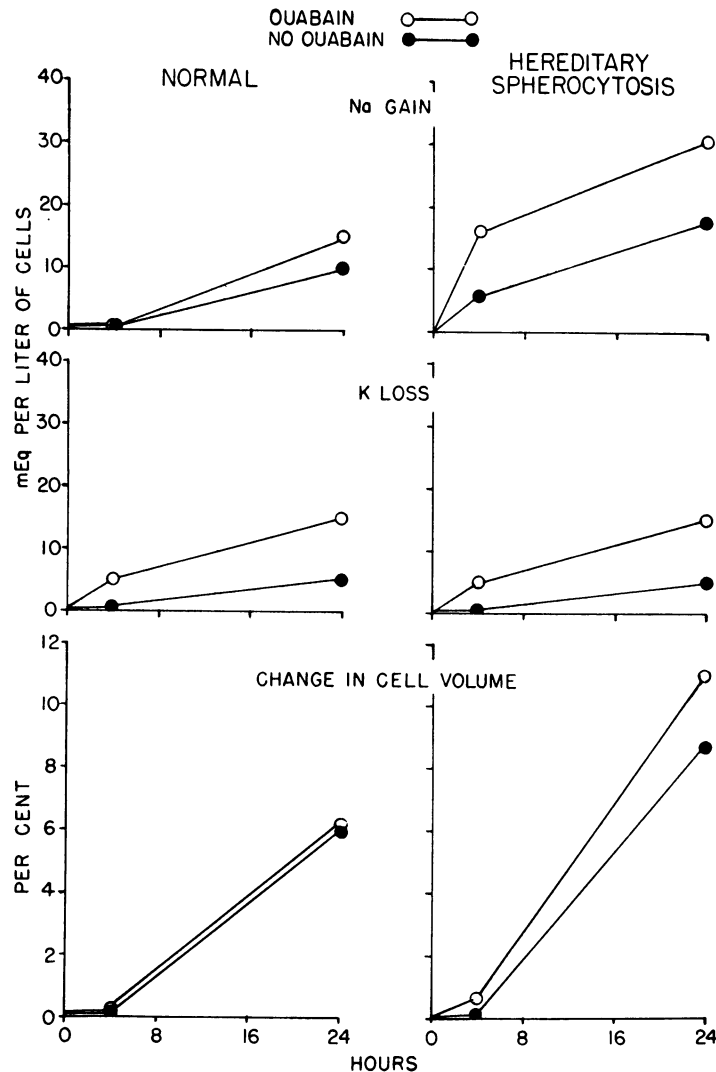 OUABAIN
NO OUABAIN
NORMAL
HEREDITARY
SPHEROCYTOSIS
Na GAIN
40
30
20
10
0
mEq PER LITER OF CELLS
K LOSS
40
30
20
10
0
CHANGE IN CELL VOLUME
12
10
8
6
4
2
0
PER CENT
0 8 16 24
0 8 16 24
HOURS